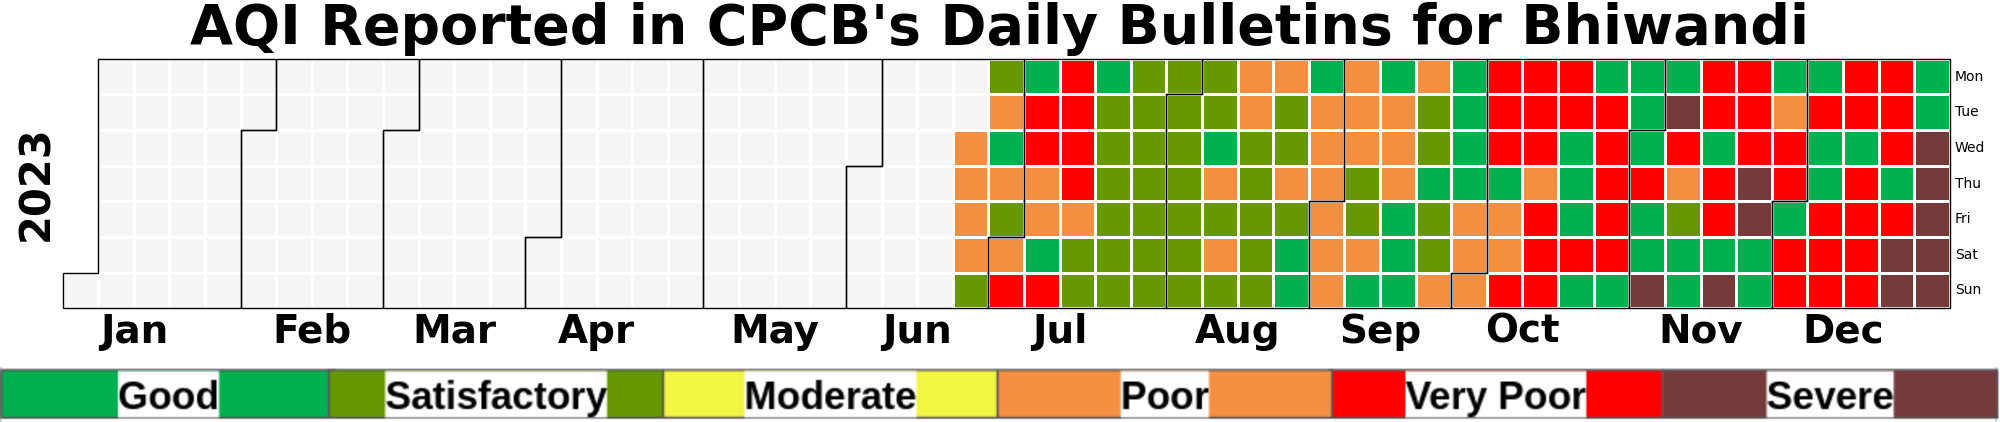 AQI Reported in CPCB's Daily Bulletins for Bhiwandi
2023
Mon
Tue
Wed
Thu
Fri
Sat
Sun
Jan Feb Mar Apr May Jun Jul Aug Sep Oct Nov Dec
Good Satisfactory Moderate Poor Very Poor Severe